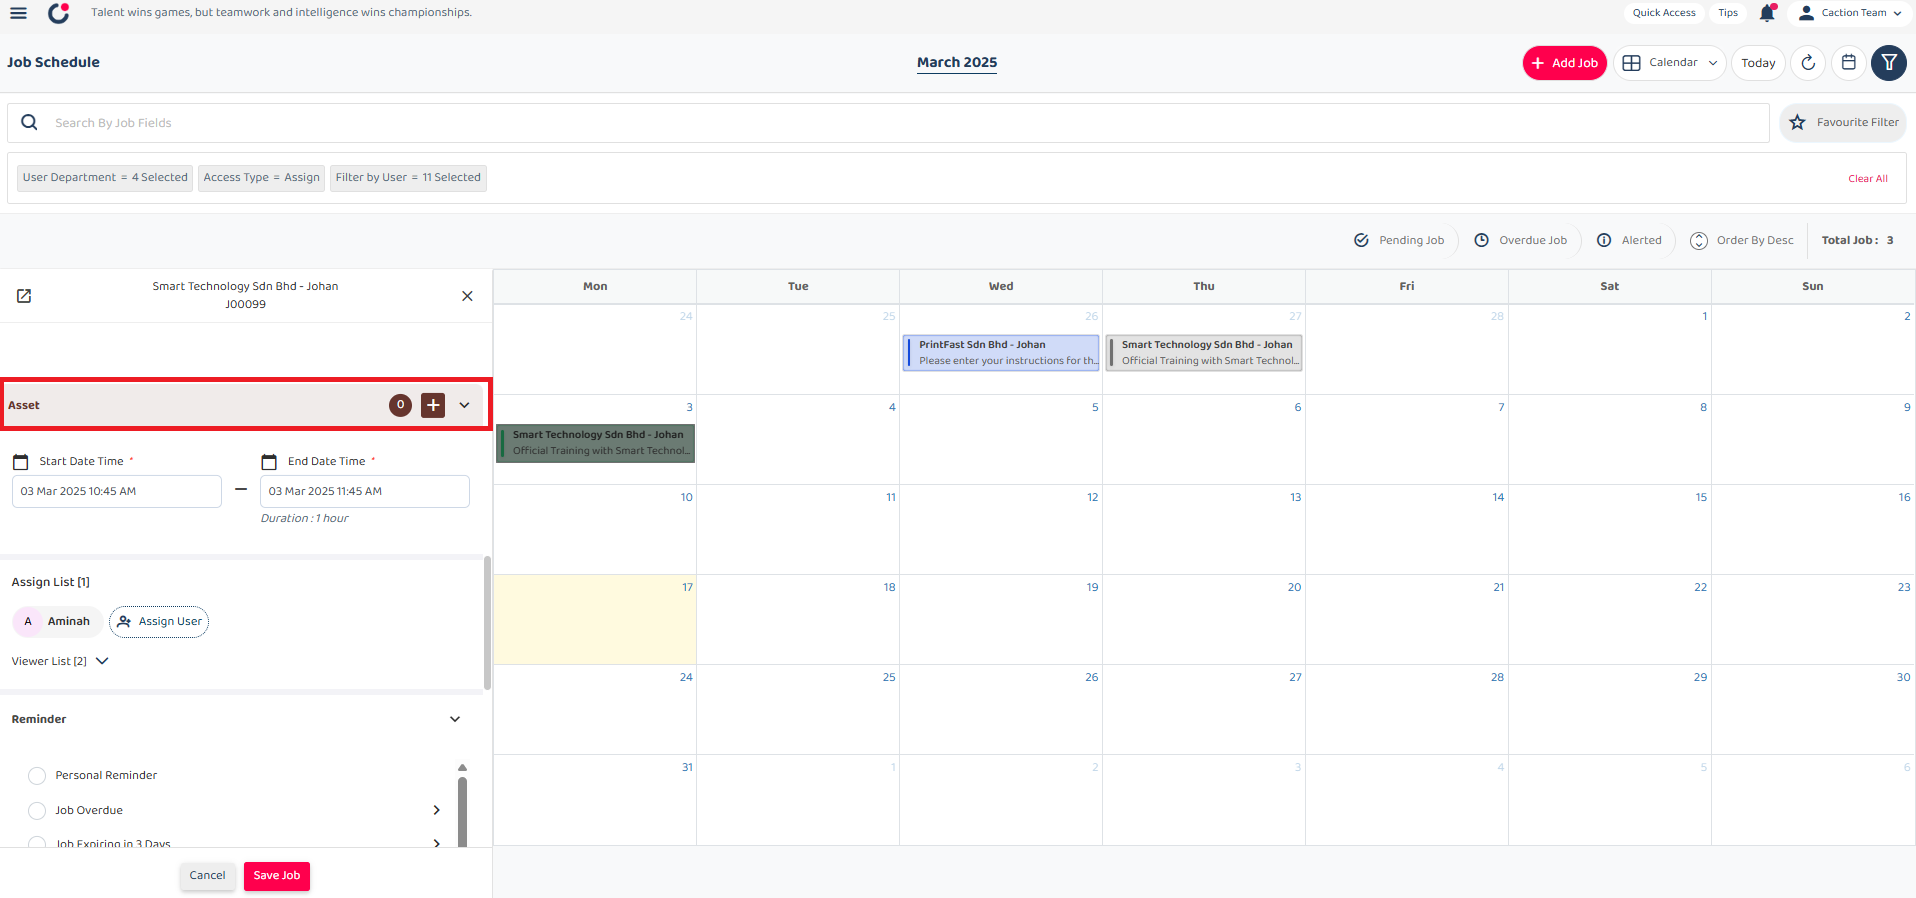 Talent wins games, but teamwork and intelligence wins championships.
Quick Access
Tips
Caction Team
Job Schedule
March 2025
Add Job
Calendar
Today
Search By Job Fields
Favourite Filter
User Department = 4 Selected
Access Type = Assign
Filter by User = 11 Selected
Clear All
Pending Job
Overdue Job
Alerted
Order By Desc
Total Job : 3
Smart Technology Sdn Bhd - Johan
J00099
Asset
0
Start Date Time *
End Date Time *
03 Mar 2025 10:45 AM
03 Mar 2025 11:45 AM
Duration : 1 hour
Assign List [1]
A
Aminah
Assign User
Viewer List [2]
Reminder
Personal Reminder
Job Overdue
Job Expiring in 3 Days
Cancel
Save Job
Mon Tue Wed Thu Fri Sat Sun
24 25 26 27 28 1 2
PrintFast Sdn Bhd - Johan
Please enter your instructions for th...
Smart Technology Sdn Bhd - Johan
Official Training with Smart Technol...
3 4 5 6 7 8 9
Smart Technology Sdn Bhd - Johan
Official Training with Smart Technol...
10 11 12 13 14 15 16
17 18 19 20 21 22 23
24 25 26 27 28 29 30
31 1 2 3 4 5 6